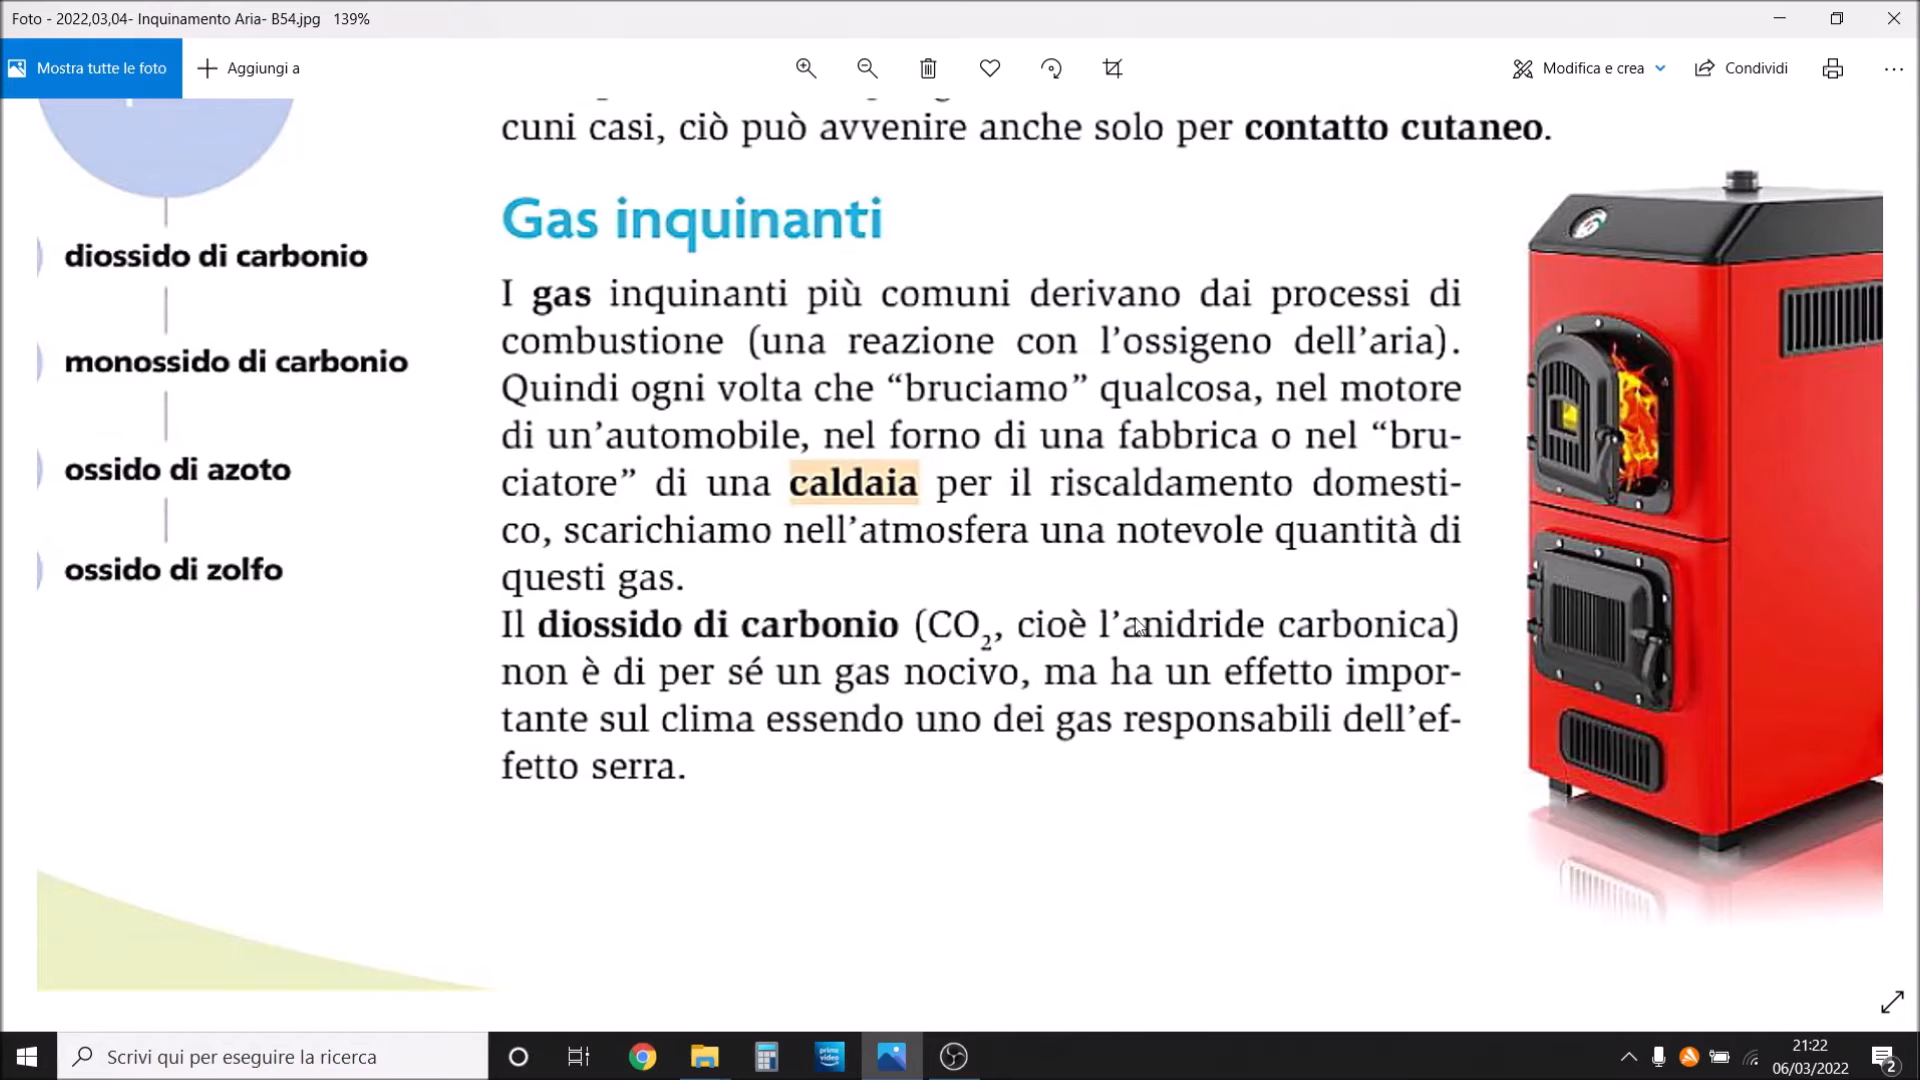 Foto - 2022,03,04- Inquinamento Aria- B54.jpg 139%
Mostra tutte le foto
Aggiungi a
Modifica e crea
Condividi
cuni casi, ciò può avvenire anche solo per contatto cutaneo.
diossido di carbonio
monossido di carbonio
ossido di azoto
ossido di zolfo
Gas inquinanti
I gas inquinanti più comuni derivano dai processi di
combustione (una reazione con l’ossigeno dell’aria).
Quindi ogni volta che “bruciamo” qualcosa, nel motore
di un’automobile, nel forno di una fabbrica o nel “bru-
ciatore” di una caldaia per il riscaldamento domesti-
co, scarichiamo nell’atmosfera una notevole quantità di
questi gas.
Il diossido di carbonio (CO₂, cioè l’anidride carbonica)
non è di per sé un gas nocivo, ma ha un effetto impor-
tante sul clima essendo uno dei gas responsabili dell’ef-
fetto serra.
Scrivi qui per eseguire la ricerca
prime video
21:22
06/03/2022
2